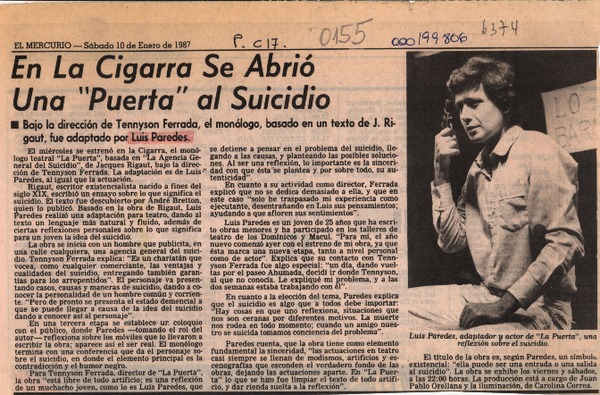 EL MERCURIO — Sábado 10 de Enero de 1987
P. C17.
0155
000199806
6374
En La Cigarra Se Abrió
Una "Puerta" al Suicidio
■ Bajo la dirección de Tennyson Ferrada, el monólogo, basado en un texto de J. Ri-
gaut, fue adaptado por Luis Paredes.
El miércoles se estrenó en la Cigarra, el monó-
logo teatral "La Puerta", basada en "La Agencia Ge-
neral del Suicidio", de Jacques Rigaut, bajo la direc-
ción de Tennyson Ferrada. La adaptación es de Luis
Paredes, al igual que la actuación.
Rigaut, escritor existencialista nacido a fines del
siglo XIX, escribió un ensayo sobre lo que significa el
suicidio. El texto fue descubierto por André Bretton,
quien lo publicó. Basado en la obra de Rigaut, Luis
Paredes realizó una adaptación para teatro, dando al
texto un lenguaje más natural y fluido, además de
ciertas reflexiones personales sobre lo que significa
para un joven la idea del suicidio.
La obra se inicia con un hombre que publicita, en
una calle cualquiera, una agencia general del suici-
dio. Tennyson Ferrada explica: "Es un charlatán que
vocea, como cualquier comerciante, las ventajas y
cualidades del suicidio, entregando también garan-
tías para los arrepentidos". El personaje va presen-
tando casos, causas y maneras de suicidio, dando a co-
nocer la personalidad de un hombre común y corrien-
te. "Pero de pronto se presenta el estado demencial a
que se puede llegar a causa de la idea del suicidio
dando a conocer así al personaje".
En una tercera etapa se establece un coloquio
con el público, donde Paredes —tomando el rol del
autor— reflexiona sobre los móviles que lo llevaron a
escribir la obra; aparece así el ser real. El monólogo
termina con una conferencia que da el personaje so-
bre el suicidio, en donde el elemento principal es la
contradicción y el humor negro.
Para Tennyson Ferrada, director de "La Puerta",
la obra "está libre de todo artificio; es una reflexión
de un muchacho joven, como lo es Luis Paredes, que
se detiene a pensar en el problema del suicidio, lle-
gando a las causas, y planteando las posibles solucio-
nes. Al ser una reflexión, lo importante es la sinceri-
dad con que ésta se plantea y por sobre todo, su au-
tenticidad".
En cuanto a su actividad como director, Ferrada
explicó que no se dedica demasiado a ella, y que en
este caso "solo he traspasado mi experiencia como
ejecutante, desentrañando en Luis sus pensamientos;
ayudando a que afloren sus sentimientos".
Luis Paredes es un joven de 25 años que ha escri-
to obras menores y ha participado en los talleres de
teatro de los Dominicos y Macul. "Para mí, el año
nuevo comenzó ayer con el estreno de mi obra, ya que
ésta marca una nueva etapa, tanto a nivel personal
como de actor". Explica que su contacto con Tenny-
son Ferrada fue algo especial: "un día, dando vuel-
tas por el paseo Ahumada, decidí ir donde Tennyson,
al que no conocía. Le expliqué mi problema, y a las
dos semanas estaba trabajando con él".
En cuanto a la elección del tema, Paredes explica
que el suicidio es algo que a todos debe importar:
"Hay cosas en que uno reflexiona, situaciones que
nos son cercanas por diferentes motivos. La muerte
nos rodea en todo momento; cuando un amigo nues-
tro se suicida tomamos conciencia del problema".
Paredes cuenta, que la obra tiene como elemento
fundamental la sinceridad, "las actuaciones en teatro
casi siempre se llenan de modismos, artificios y es-
cenografías que esconden el verdadero fondo de las
obras, dejando las actuaciones aparte. En "La Puer-
ta" lo que se hizo fue limpiar el texto de todo artifi-
cio, y dar rienda suelta a la reflexión".
Luis Paredes, adaptador y actor de "La Puerta", una
reflexión sobre el suicidio.
El título de la obra es, según Paredes, un símbolo
existencial: "ella puede ser una entrada o una salida
al suicidio". La obra se exhibe los viernes y sábados,
a las 22:00 horas. La producción está a cargo de Juan
Pablo Orellana y la iluminación, de Carolina Correa.